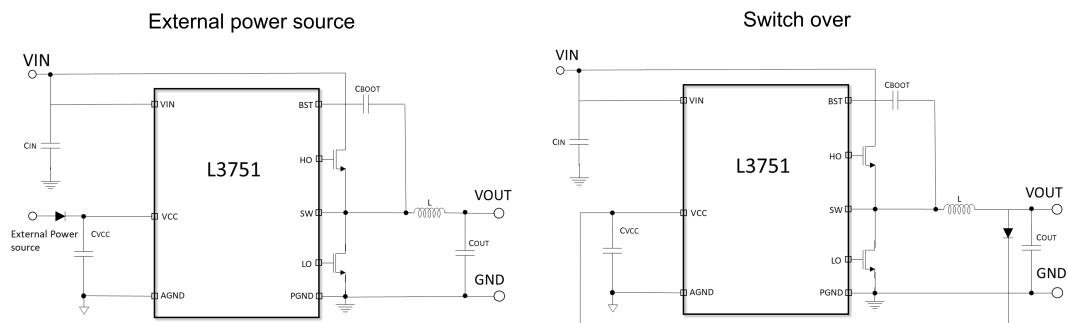 External power source
VIN
VIN
BST
CBOOT
CIN
HO
L3751
SW
L
VOUT
VCC
External Power
source
CVCC
COUT
LO
GND
AGND
PGND
Switch over
VIN
VIN
BST
CBOOT
CIN
HO
L3751
SW
L
VOUT
VCC
CVCC
COUT
LO
GND
AGND
PGND